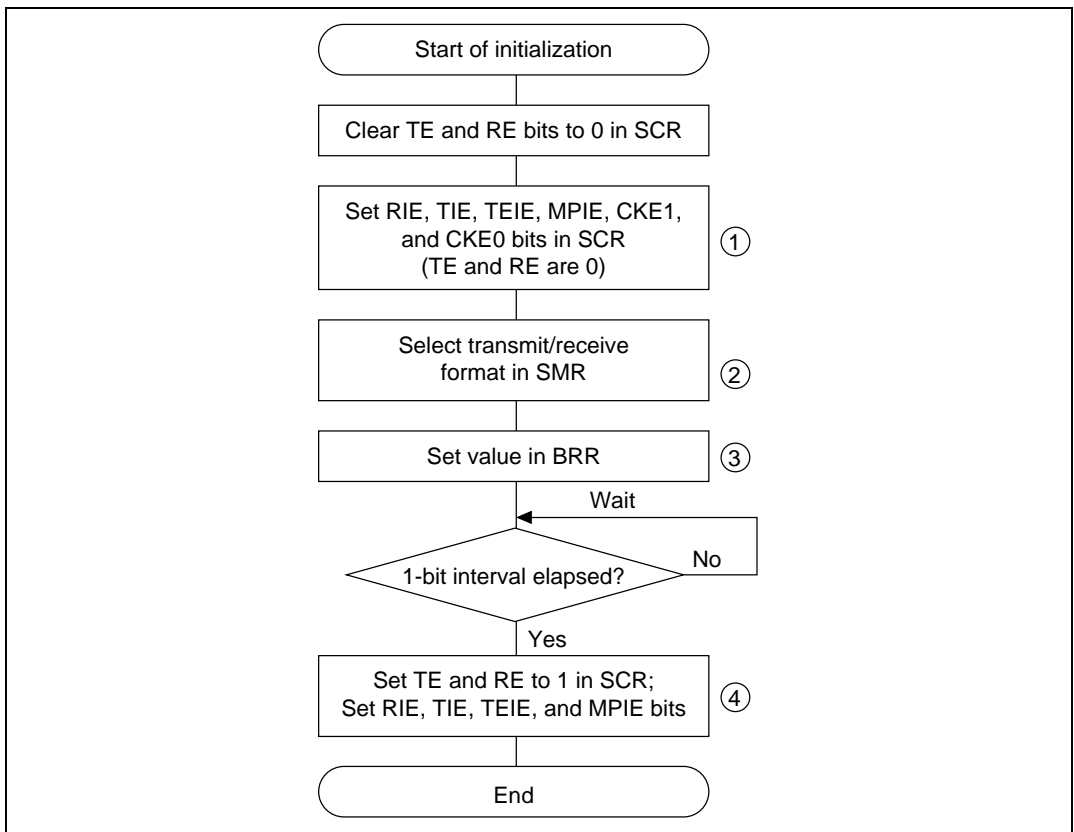 Start of initialization
Clear TE and RE bits to 0 in SCR
Set RIE, TIE, TEIE, MPIE, CKE1,
and CKE0 bits in SCR
(TE and RE are 0)
①
Select transmit/receive
format in SMR
②
Set value in BRR
③
Wait
1-bit interval elapsed?
No
Yes
Set TE and RE to 1 in SCR;
Set RIE, TIE, TEIE, and MPIE bits
④
End